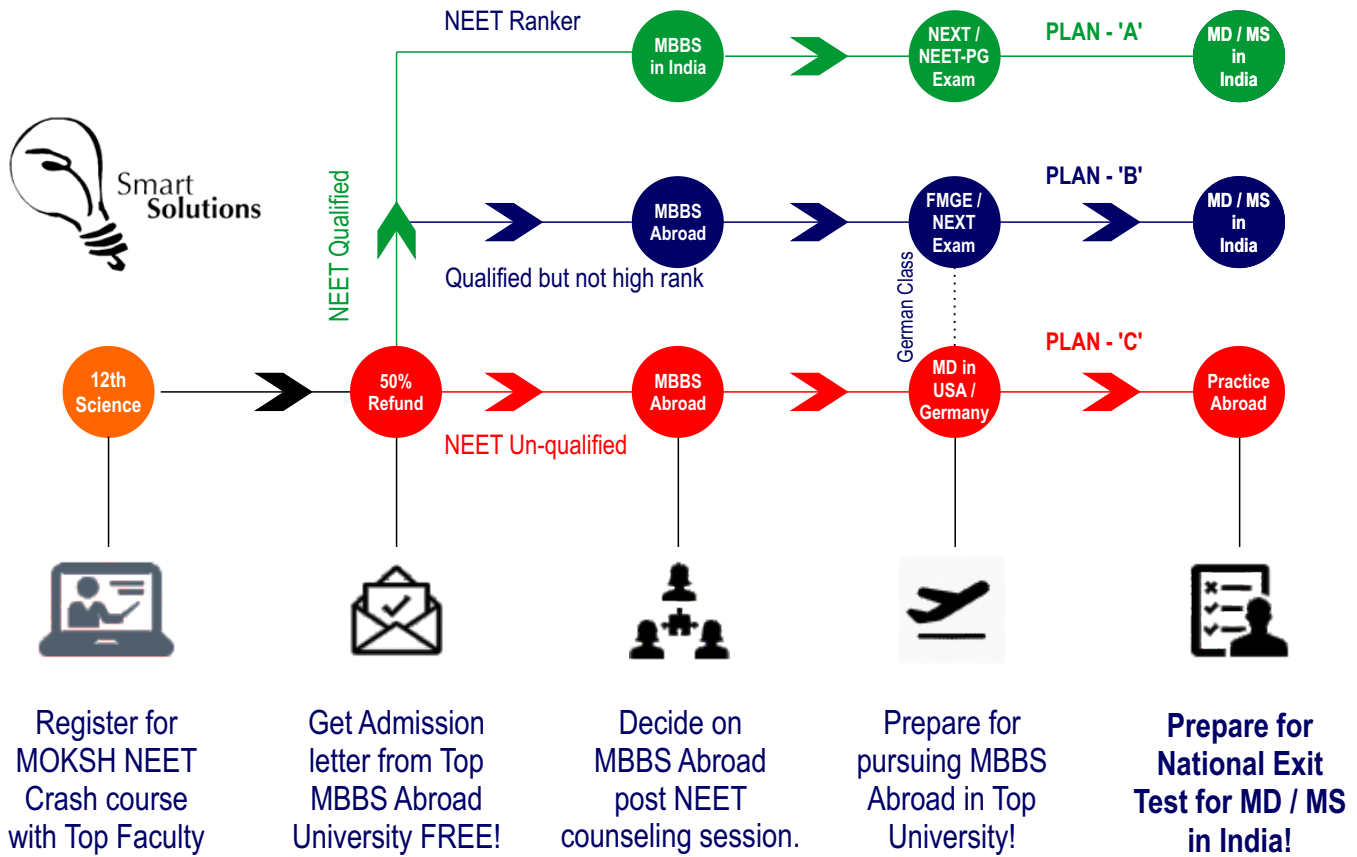 NEET Ranker
MBBS
in India
NEXT /
NEET-PG
Exam
PLAN - 'A'
MD / MS
in
India
Smart
Solutions
NEET Qualified
MBBS
Abroad
FMGE /
NEXT
Exam
PLAN - 'B'
MD / MS
in
India
Qualified but not high rank
German Class
12th
Science
50%
Refund
MBBS
Abroad
MD in
USA /
Germany
PLAN - 'C'
Practice
Abroad
NEET Un-qualified
Register for
MOKSH NEET
Crash course
with Top Faculty
Get Admission
letter from Top
MBBS Abroad
University FREE!
Decide on
MBBS Abroad
post NEET
counseling session.
Prepare for
pursuing MBBS
Abroad in Top
University!
Prepare for
National Exit
Test for MD / MS
in India!